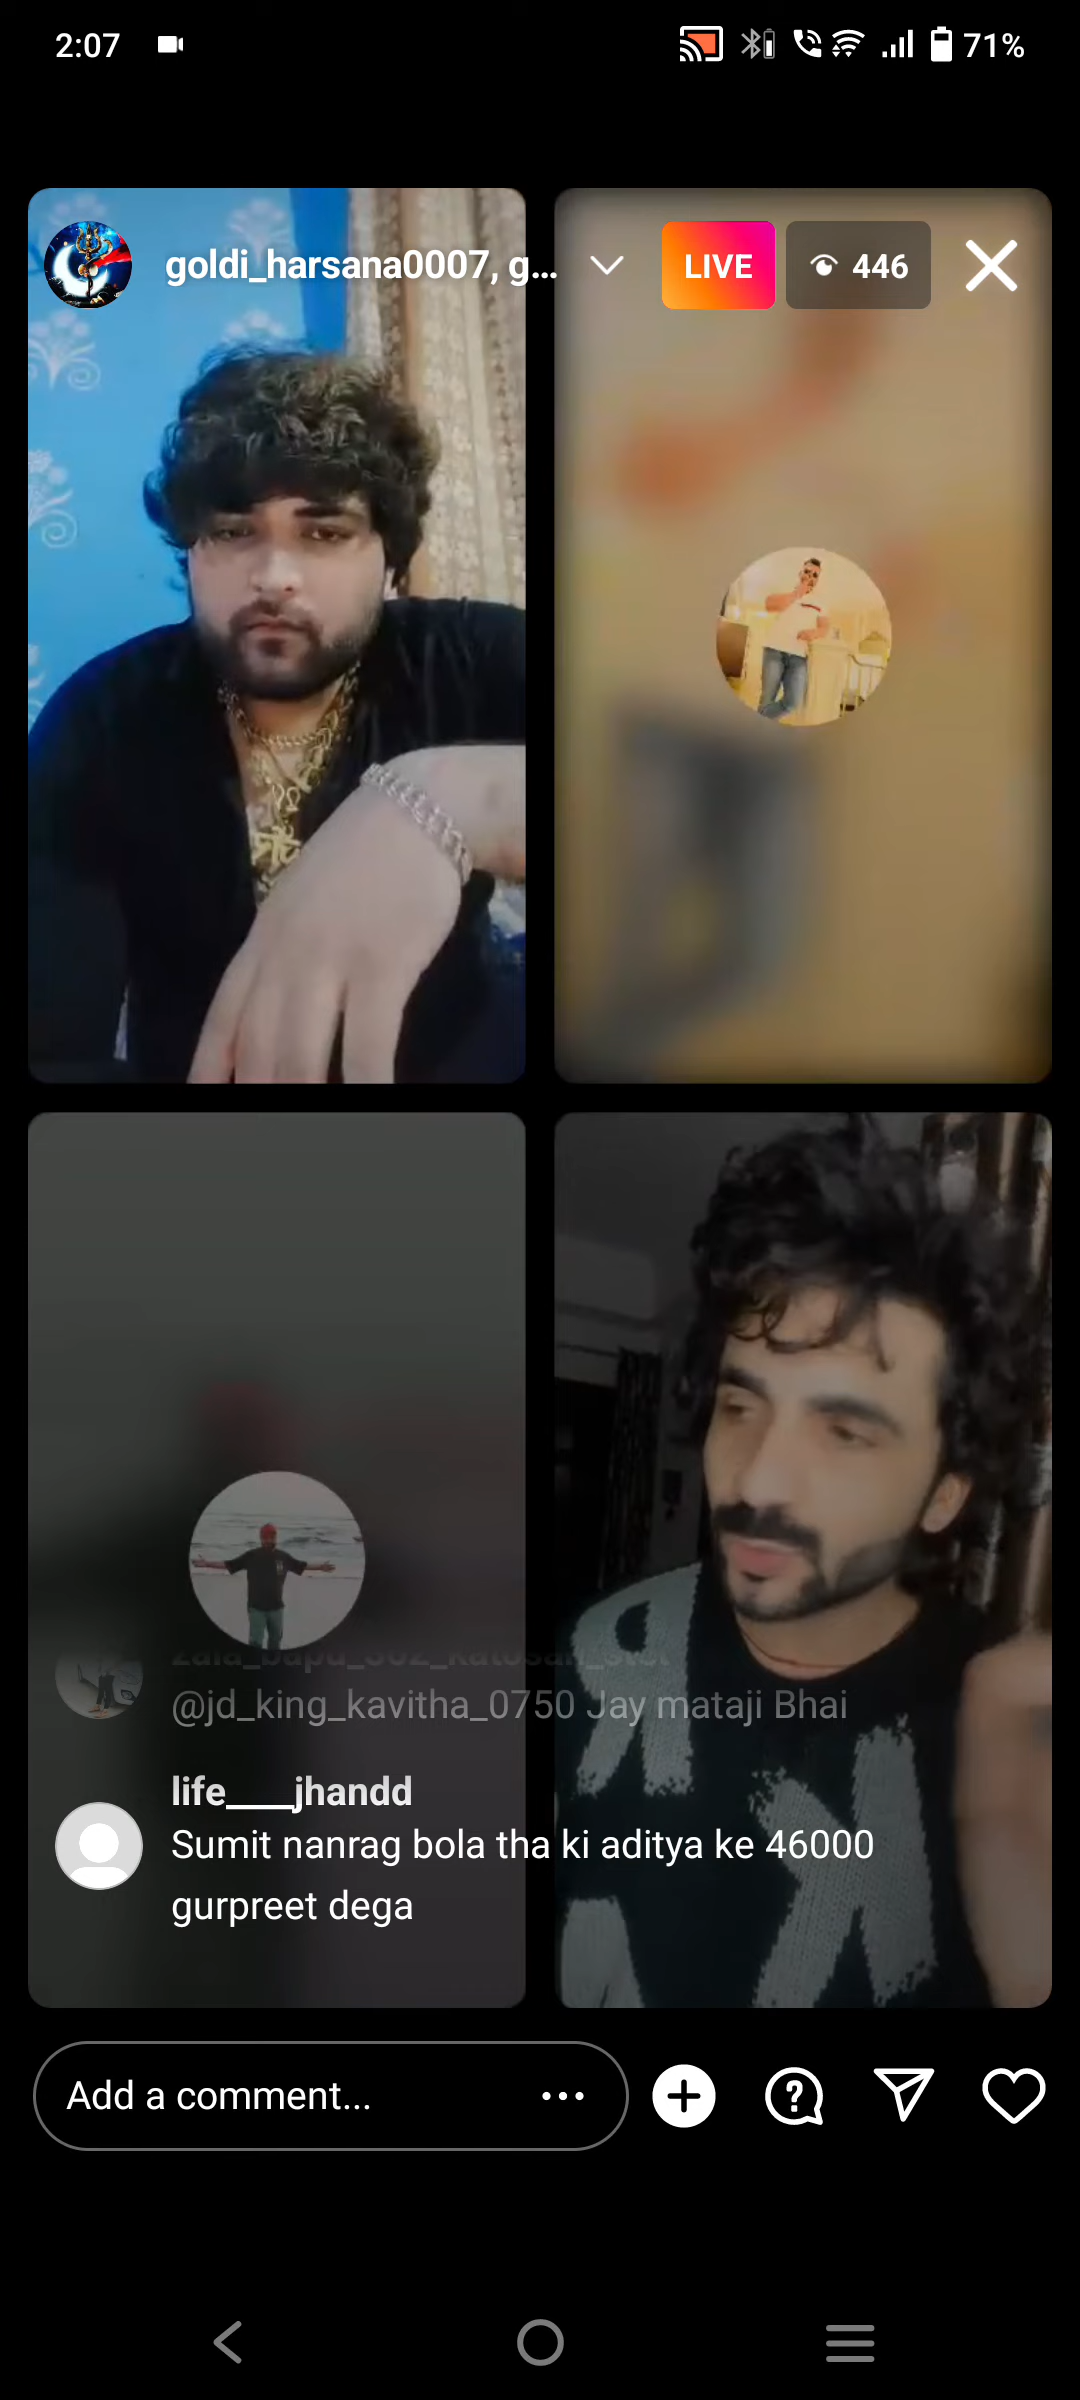 2:07
71%
goldi_harsana0007, g...
LIVE
446
@jd_king_kavitha_0750 Jay mataji Bhai
life____jhandd
Sumit nanrag bola tha ki aditya ke 46000
gurpreet dega
Add a comment...